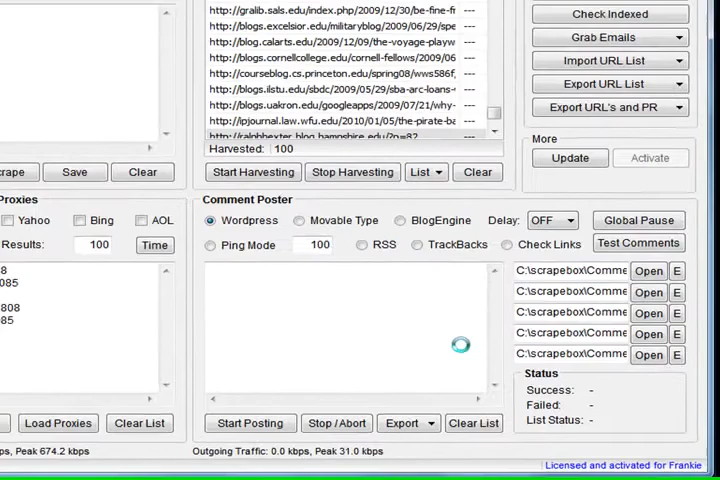 http://gralib.sals.edu/index.php/2009/12/30/be-fine-fr ---
http://blogs.excelsior.edu/militaryblog/2009/06/29/spe ---
http://blog.calarts.edu/2009/12/09/the-voyage-playw ---
http://blogs.cornellcollege.edu/cornell-fellows/2009/06 ---
http://courseblog.cs.princeton.edu/spring08/wws586f, ---
http://blogs.ilstu.edu/sbdc/2009/05/29/sba-arc-loans- ---
http://blogs.uakron.edu/googleapps/2009/07/21/why- ---
http://ipjournal.law.wfu.edu/2010/01/05/the-pirate-ba ---
http://ralphhexter.blog.hampshire.edu/?p=82 ---
Harvested: 100
Check Indexed
Grab Emails
Import URL List
Export URL List
Export URL's and PR
More
Update Activate
crape Save Clear
Start Harvesting Stop Harvesting List Clear
Proxies
Yahoo Bing AOL
Results: 100 Time
8
085
808
85
Load Proxies Clear List
Comment Poster
Wordpress Movable Type BlogEngine Delay: OFF Global Pause
Ping Mode 100 RSS TrackBacks Check Links Test Comments
C:\scrapebox\Comme Open E
C:\scrapebox\Comme Open E
C:\scrapebox\Comme Open E
C:\scrapebox\Comme Open E
C:\scrapebox\Comme Open E
Status
Success: -
Failed: -
List Status: -
Start Posting Stop / Abort Export Clear List
ps, Peak 674.2 kbps Outgoing Traffic: 0.0 kbps, Peak 31.0 kbps
Licensed and activated for Frankie